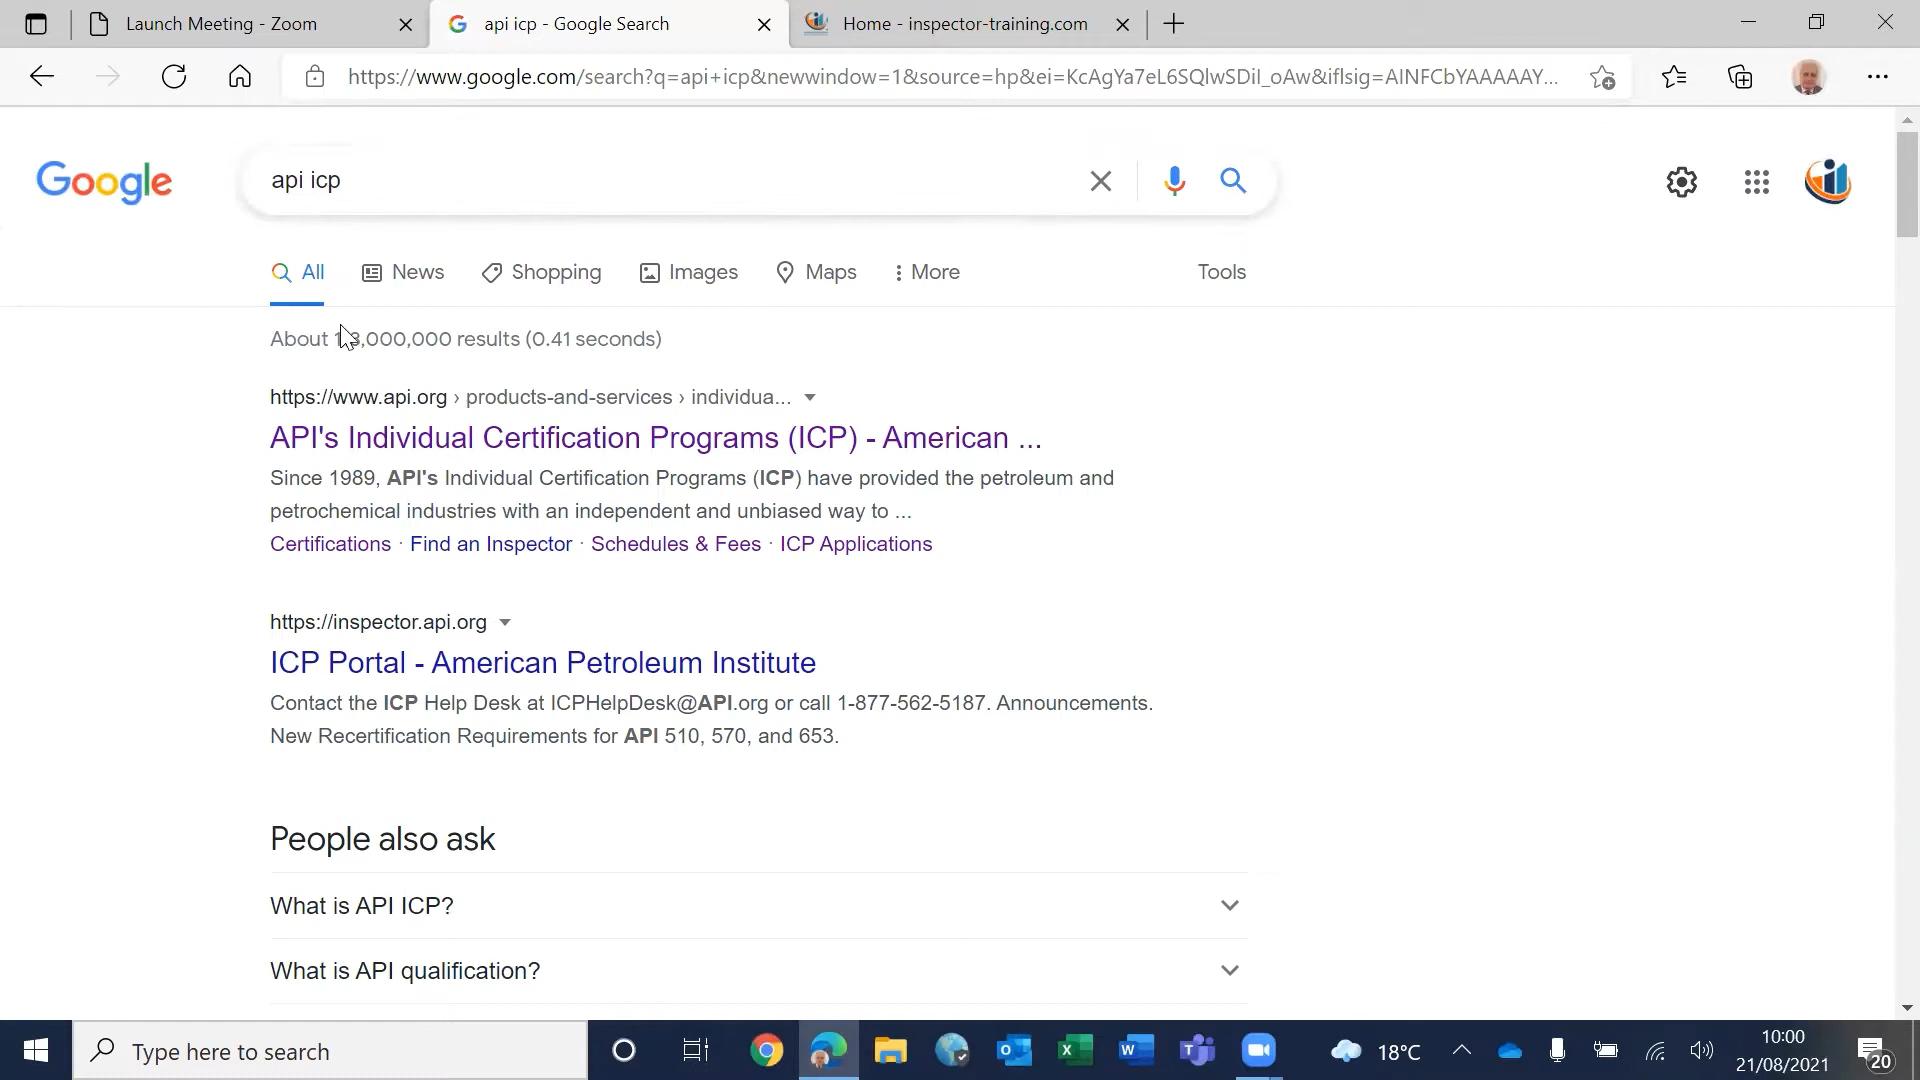 Launch Meeting - Zoom
api icp - Google Search
Home - inspector-training.com
https://www.google.com/search?q=api+icp&newwindow=1&source=hp&ei=KcAgYa7eL6SQlwSDiI_oAw&iflsig=AINFCbYAAAAAY...
Google
api icp
All
News
Shopping
Images
Maps
More
Tools
About ,000,000 results (0.41 seconds)
https://www.api.org › products-and-services › individua...
API's Individual Certification Programs (ICP) - American ...
Since 1989, API's Individual Certification Programs (ICP) have provided the petroleum and
petrochemical industries with an independent and unbiased way to ...
Certifications · Find an Inspector · Schedules & Fees · ICP Applications
https://inspector.api.org
ICP Portal - American Petroleum Institute
Contact the ICP Help Desk at ICPHelpDesk@API.org or call 1-877-562-5187. Announcements.
New Recertification Requirements for API 510, 570, and 653.
People also ask
What is API ICP?
What is API qualification?
Type here to search
18°C
10:00
21/08/2021
20